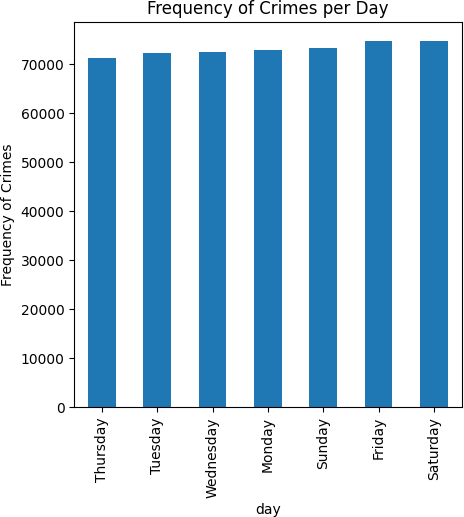 Frequency of Crimes per Day
Frequency of Crimes
70000
60000
50000
40000
30000
20000
10000
0
Thursday
Tuesday
Wednesday
Monday
Sunday
Friday
Saturday
day